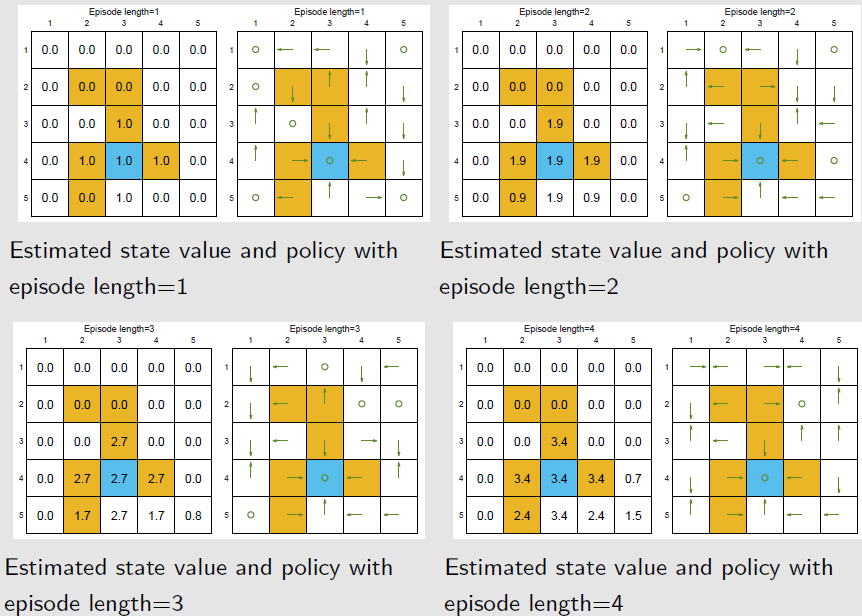 Episode length=1
1 2 3 4 5
1 0.0 0.0 0.0 0.0 0.0
2 0.0 0.0 0.0 0.0 0.0
3 0.0 0.0 1.0 0.0 0.0
4 0.0 1.0 1.0 1.0 0.0
5 0.0 0.0 1.0 0.0 0.0
Episode length=1
1 2 3 4 5
1
2
3
4
5
Estimated state value and policy with
episode length=1
Episode length=2
1 2 3 4 5
1 0.0 0.0 0.0 0.0 0.0
2 0.0 0.0 0.0 0.0 0.0
3 0.0 0.0 1.9 0.0 0.0
4 0.0 1.9 1.9 1.9 0.0
5 0.0 0.9 1.9 0.9 0.0
Episode length=2
1 2 3 4 5
1
2
3
4
5
Estimated state value and policy with
episode length=2
Episode length=3
1 2 3 4 5
1 0.0 0.0 0.0 0.0 0.0
2 0.0 0.0 0.0 0.0 0.0
3 0.0 0.0 2.7 0.0 0.0
4 0.0 2.7 2.7 2.7 0.0
5 0.0 1.7 2.7 1.7 0.8
Episode length=3
1 2 3 4 5
1
2
3
4
5
Estimated state value and policy with
episode length=3
Episode length=4
1 2 3 4 5
1 0.0 0.0 0.0 0.0 0.0
2 0.0 0.0 0.0 0.0 0.0
3 0.0 0.0 3.4 0.0 0.0
4 0.0 3.4 3.4 3.4 0.7
5 0.0 2.4 3.4 2.4 1.5
Episode length=4
1 2 3 4 5
1
2
3
4
5
Estimated state value and policy with
episode length=4